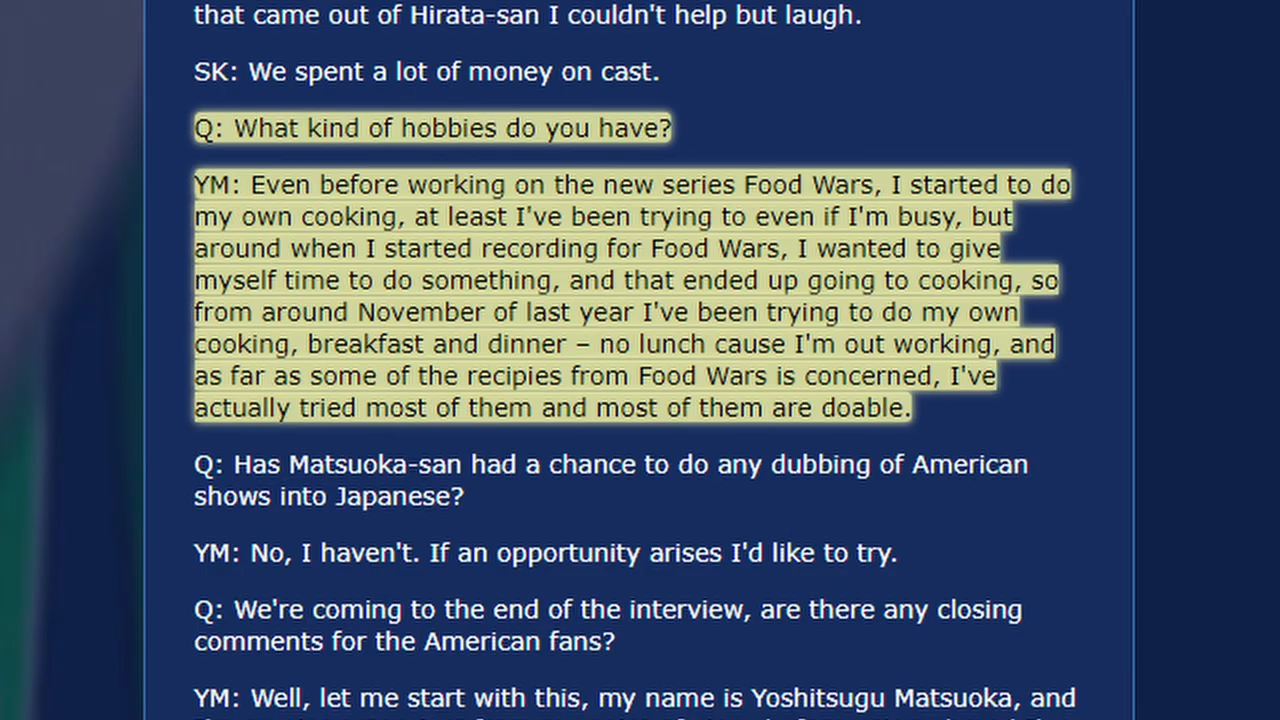 that came out of Hirata-san I couldn't help but laugh.
SK: We spent a lot of money on cast.
Q: What kind of hobbies do you have?
YM: Even before working on the new series Food Wars, I started to do
my own cooking, at least I've been trying to even if I'm busy, but
around when I started recording for Food Wars, I wanted to give
myself time to do something, and that ended up going to cooking, so
from around November of last year I've been trying to do my own
cooking, breakfast and dinner – no lunch cause I'm out working, and
as far as some of the recipies from Food Wars is concerned, I've
actually tried most of them and most of them are doable.
Q: Has Matsuoka-san had a chance to do any dubbing of American
shows into Japanese?
YM: No, I haven't. If an opportunity arises I'd like to try.
Q: We're coming to the end of the interview, are there any closing
comments for the American fans?
YM: Well, let me start with this, my name is Yoshitsugu Matsuoka, and